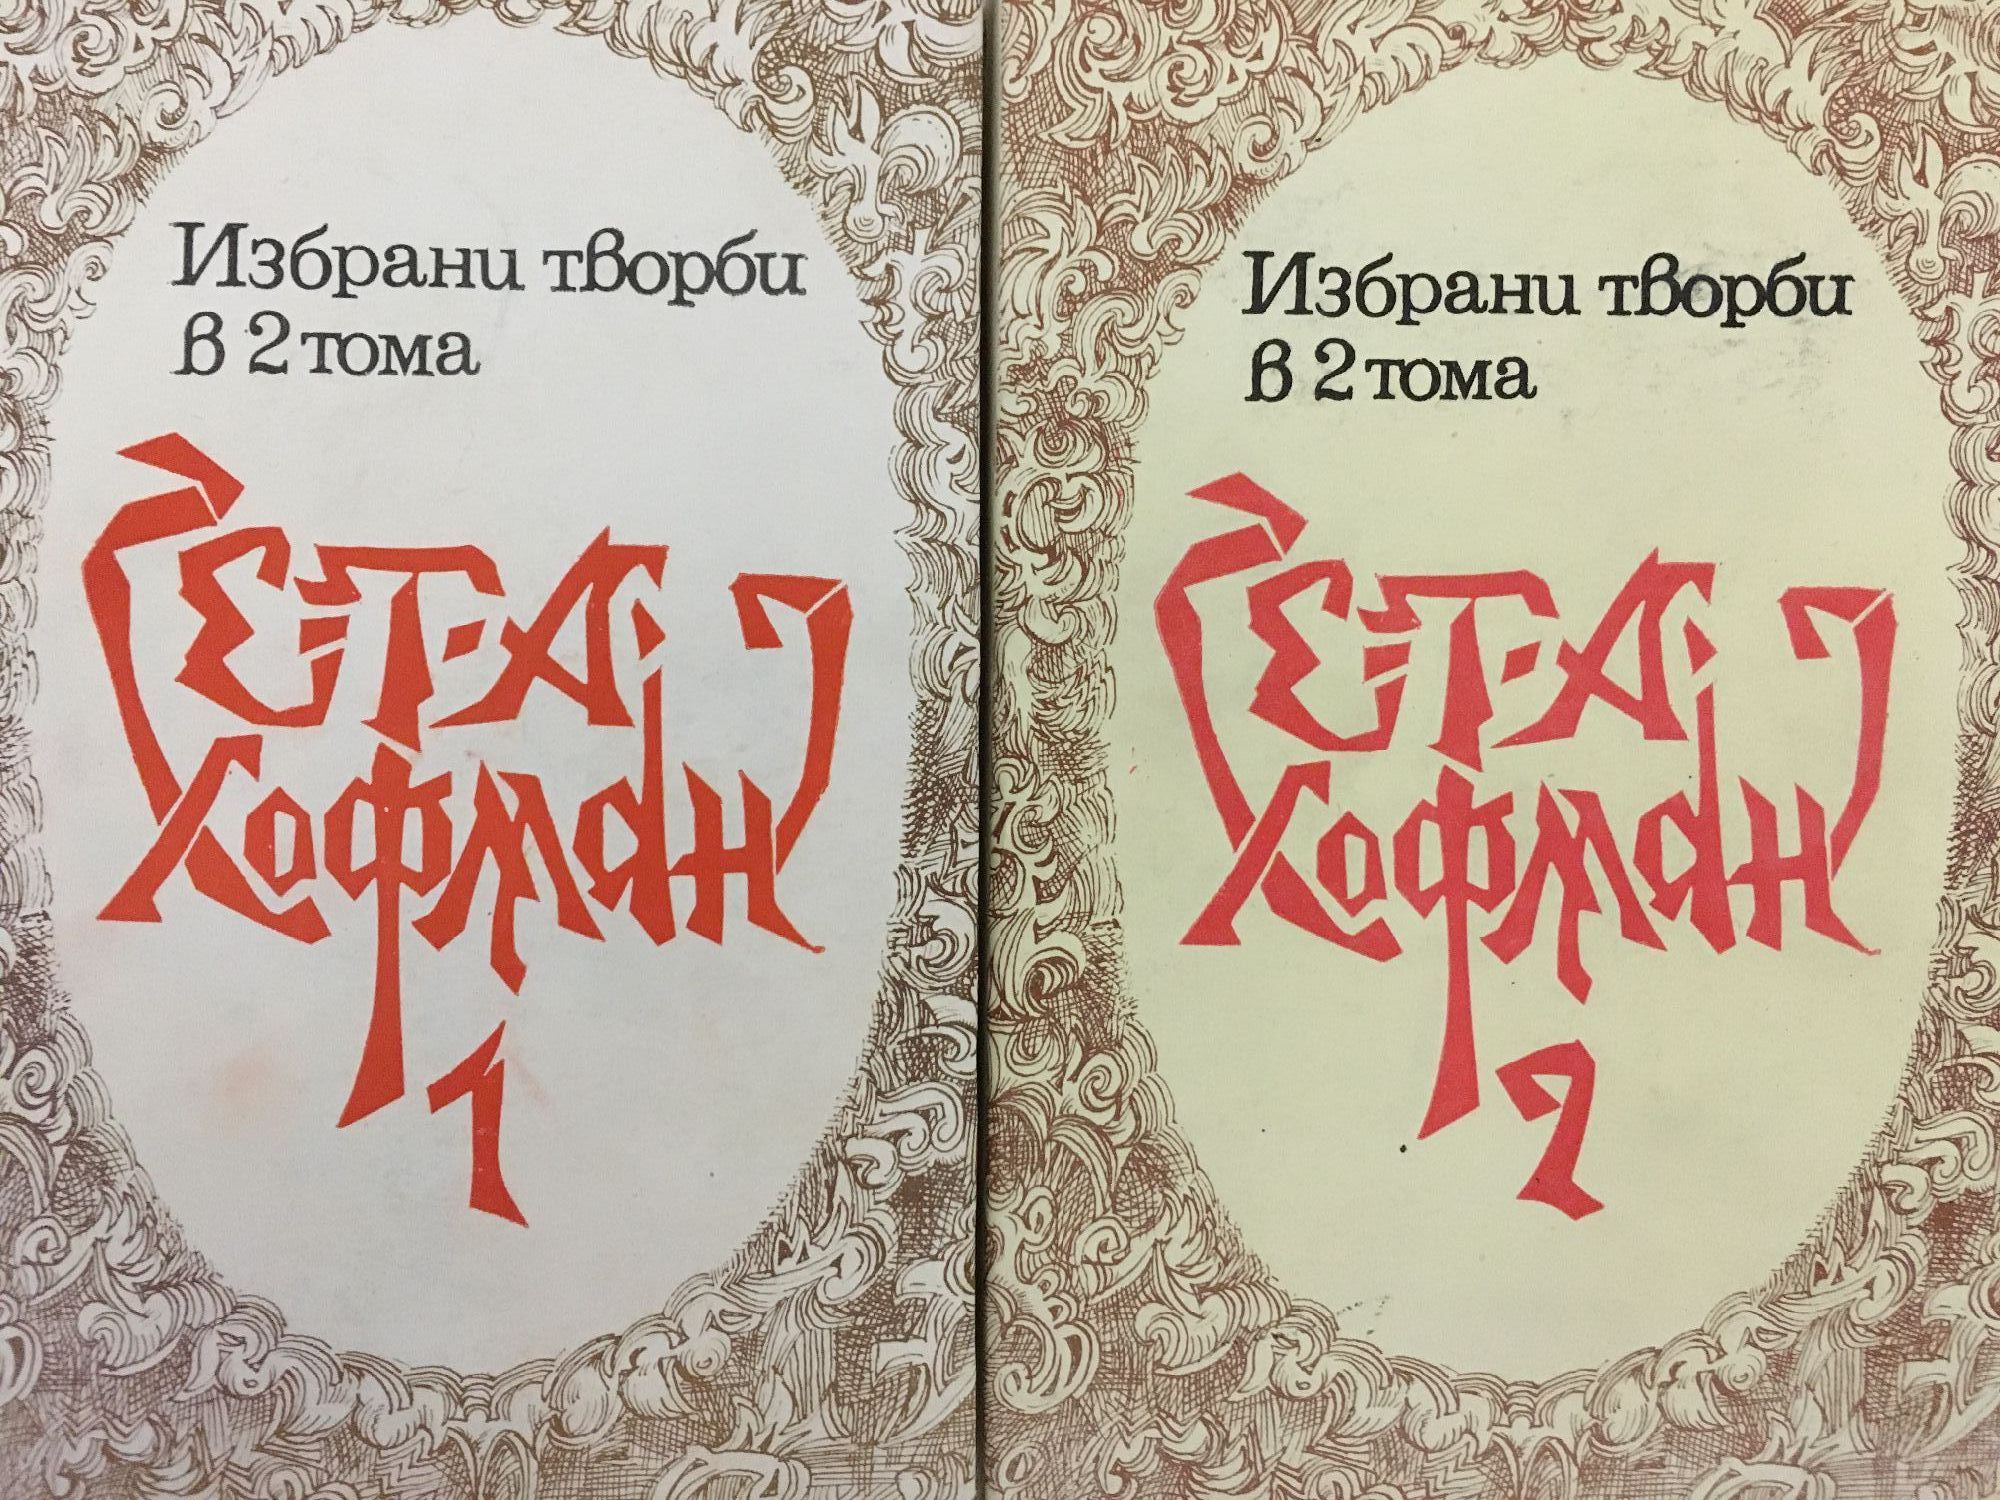 Избрани творби
в 2 тома
Е·Т·А·
Хофман
1
Избрани творби
в 2 тома
Е·Т·А·
Хофман
2